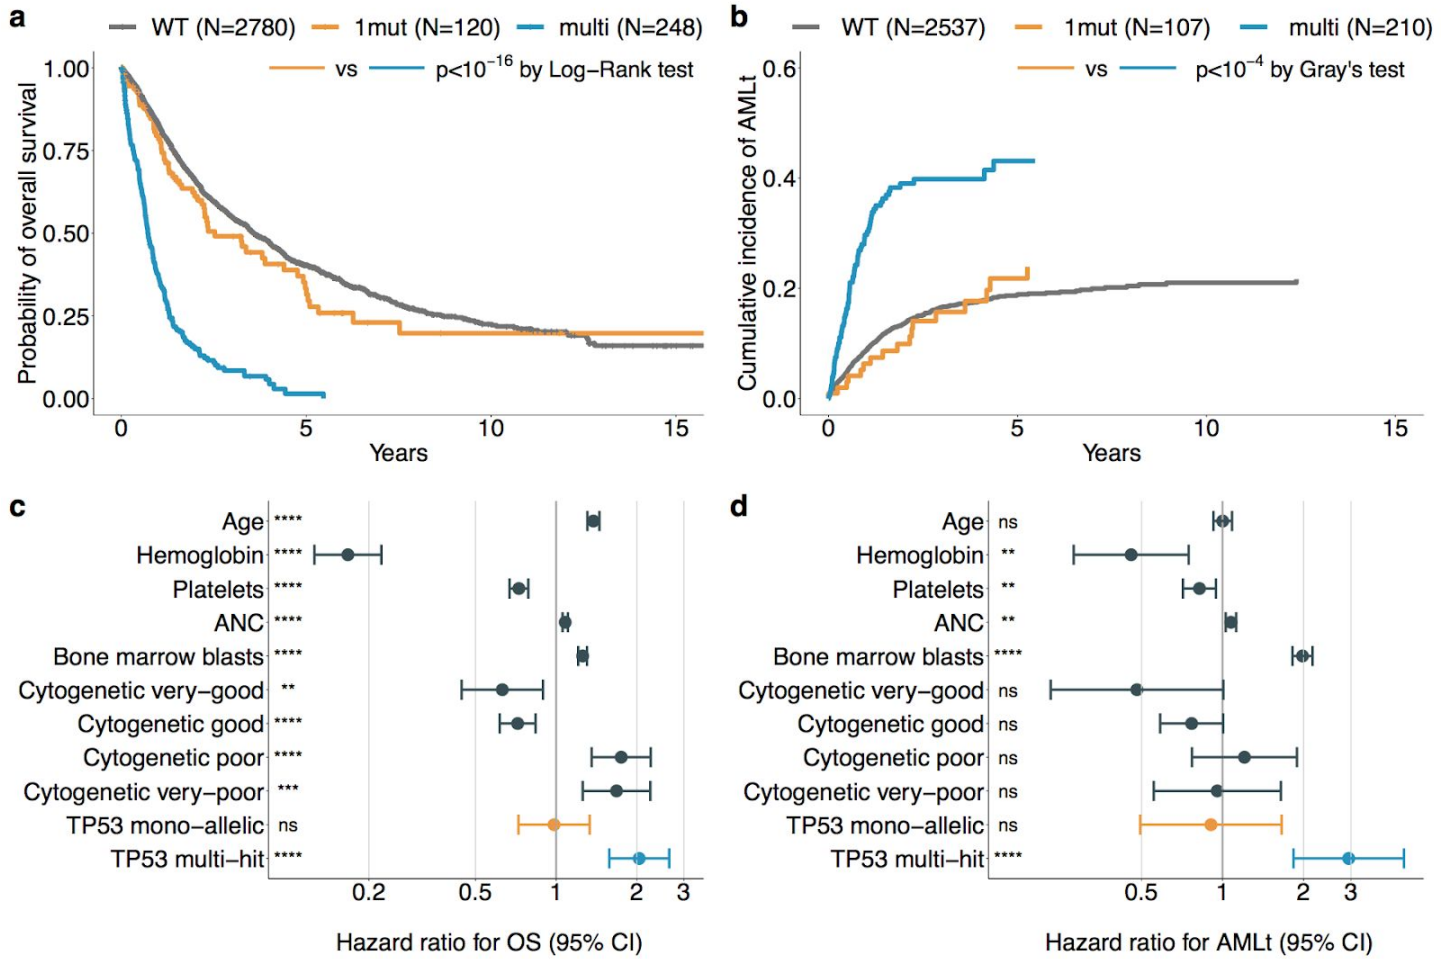 a
WT (N=2780) 1mut (N=120) multi (N=248)
vs p<10−16 by Log−Rank test
Probability of overall survival
1.00
0.75
0.50
0.25
0.00
0 5 10 15
Years
b
WT (N=2537) 1mut (N=107) multi (N=210)
vs p<10−4 by Gray's test
Cumulative incidence of AMLt
0.6
0.4
0.2
0.0
0 5 10 15
Years
c
Age ****
Hemoglobin ****
Platelets ****
ANC ****
Bone marrow blasts ****
Cytogenetic very−good **
Cytogenetic good ****
Cytogenetic poor ****
Cytogenetic very−poor ***
TP53 mono−allelic ns
TP53 multi−hit ****
0.2 0.5 1 2 3
Hazard ratio for OS (95% CI)
d
Age ns
Hemoglobin **
Platelets **
ANC **
Bone marrow blasts ****
Cytogenetic very−good ns
Cytogenetic good ns
Cytogenetic poor ns
Cytogenetic very−poor ns
TP53 mono−allelic ns
TP53 multi−hit ****
0.5 1 2 3
Hazard ratio for AMLt (95% CI)